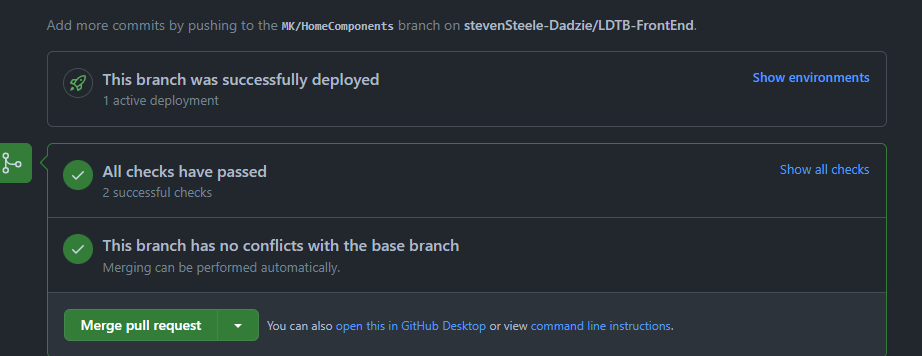 Add more commits by pushing to the MK/HomeComponents branch on stevenSteele-Dadzie/LDTB-FrontEnd.
This branch was successfully deployed
Show environments
1 active deployment
All checks have passed
Show all checks
2 successful checks
This branch has no conflicts with the base branch
Merging can be performed automatically.
Merge pull request
You can also open this in GitHub Desktop or view command line instructions.